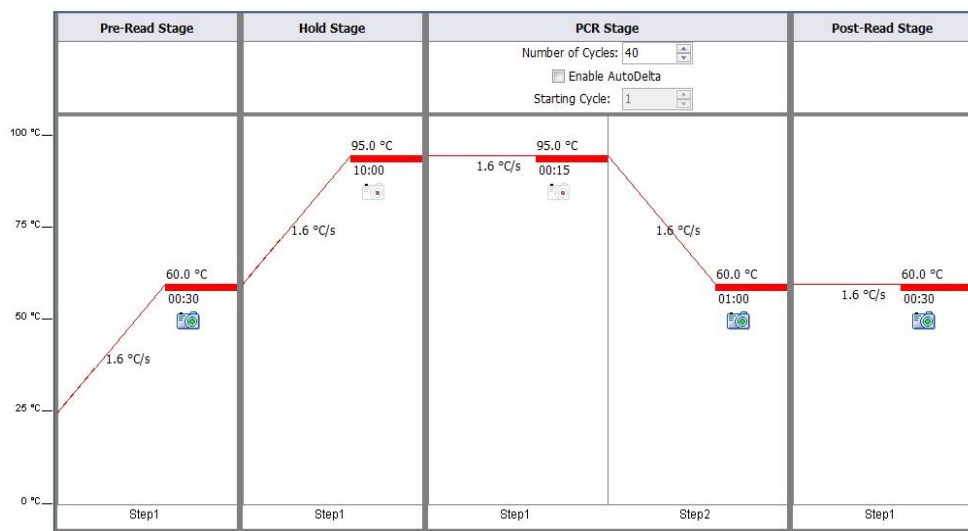 Pre-Read Stage
Hold Stage
PCR Stage
Post-Read Stage
Number of Cycles: 40
Enable AutoDelta
Starting Cycle: 1
100 °C
75 °C
50 °C
25 °C
0 °C
1.6 °C/s
60.0 °C
00:30
1.6 °C/s
95.0 °C
10:00
1.6 °C/s
95.0 °C
00:15
1.6 °C/s
60.0 °C
01:00
1.6 °C/s
60.0 °C
00:30
Step1
Step1
Step1
Step2
Step1